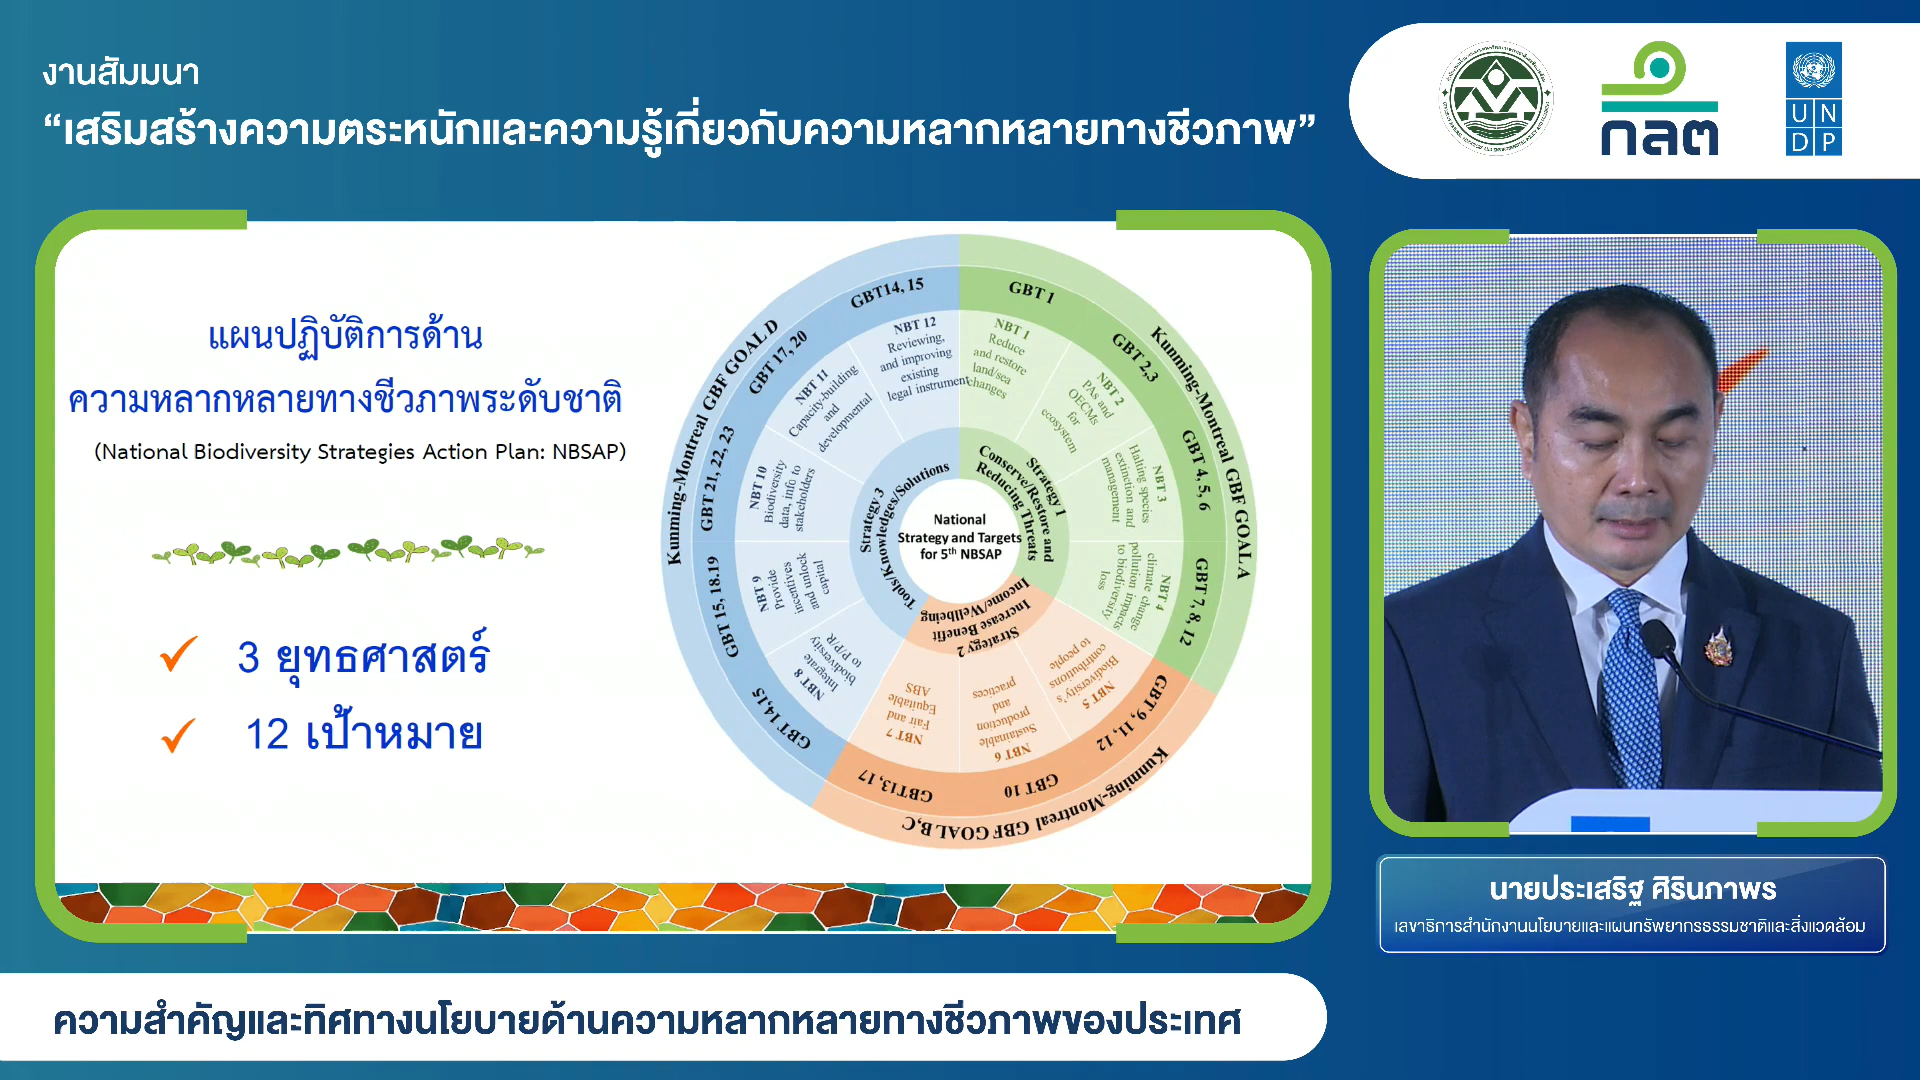 งานสัมมนา
“เสริมสร้างความตระหนักและความรู้เกี่ยวกับความหลากหลายทางชีวภาพ”
กลต
UN
DP
แผนปฏิบัติการด้าน
ความหลากหลายทางชีวภาพระดับชาติ
(National Biodiversity Strategies Action Plan: NBSAP)
3 ยุทธศาสตร์
12 เป้าหมาย
Kunming-Montreal GBF GOAL A
GBT 1
GBT 2,3
GBT 4, 5, 6
GBT 7, 8, 12
NBT 1
Reduce
and restore
land/sea
changes
NBT 2
PAs and
OECMs
for
ecosystem
NBT 3
Halting species
extinction and
management
NBT 4
climate change
pollution impacts
to biodiversity
loss
Strategy 1
Conserve/Restore and
Reducing Threats
Kunming-Montreal GBF GOAL B,C
GBT 9, 11, 12
GBT 10
GBT13,17
NBT 5
Biodiversity's
contributions
to people
NBT 6
Sustainable
production
and
practices
NBT 7
Fair and
Equitable
ABS
Strategy 2
Increase Benefit
Income/Wellbeing
Kunming-Montreal GBF GOAL D
GBT 14,15
GBT 15, 18.19
GBT 21, 22, 23
GBT 17, 20
GBT14, 15
NBT 8
Integrate
biodiversity
to P/P/R
NBT 9
Provide
incentives
and unlock
capital
NBT 10
Biodiversity
data, info to
stakeholders
NBT 11
Capacity-building
and
developmental
NBT 12
Reviewing,
and improving
existing
legal instrument
Strategy 3
Tools/Knowledges/Solutions
National
Strategy and Targets
for 5th NBSAP
นายประเสริฐ ศิรินภาพร
เลขาธิการสำนักงานนโยบายและแผนทรัพยากรธรรมชาติและสิ่งแวดล้อม
ความสำคัญและทิศทางนโยบายด้านความหลากหลายทางชีวภาพของประเทศ